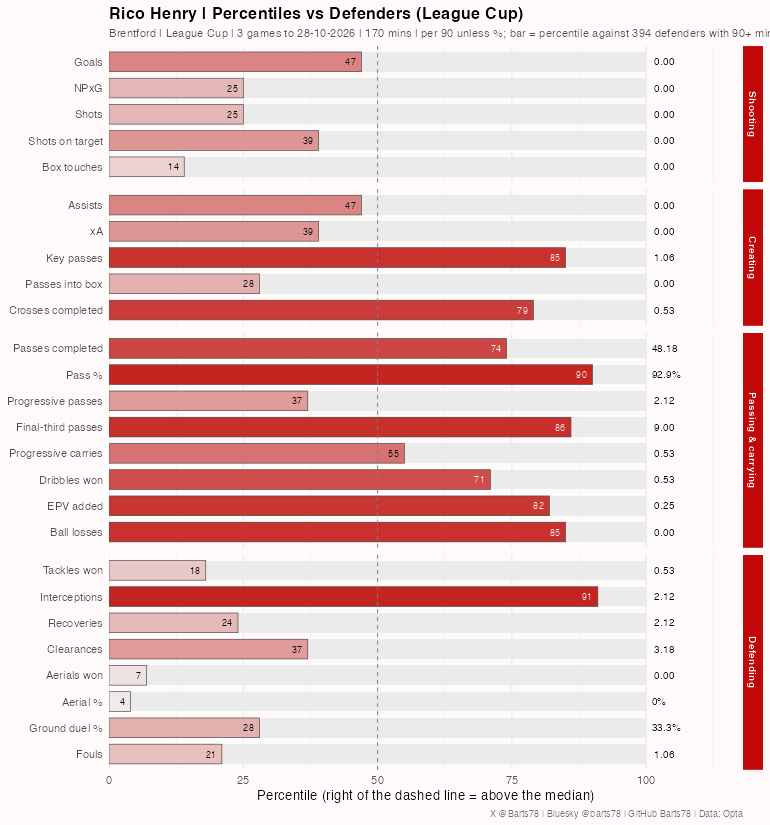 Rico Henry | Percentiles vs Defenders (League Cup)
Brentford | League Cup | 3 games to 28-10-2026 | 170 mins | per 90 unless %; bar = percentile against 394 defenders with 90+ min
Goals 47 0.00
NPxG 25 0.00
Shots 25 0.00
Shots on target 39 0.00
Box touches 14 0.00
Shooting
Assists 47 0.00
xA 39 0.00
Key passes 85 1.06
Passes into box 28 0.00
Crosses completed 79 0.53
Creating
Passes completed 74 48.18
Pass % 90 92.9%
Progressive passes 37 2.12
Final-third passes 86 9.00
Progressive carries 55 0.53
Dribbles won 71 0.53
EPV added 82 0.25
Ball losses 85 0.00
Passing & carrying
Tackles won 18 0.53
Interceptions 91 2.12
Recoveries 24 2.12
Clearances 37 3.18
Aerials won 7 0.00
Aerial % 4 0%
Ground duel % 28 33.3%
Fouls 21 1.06
Defending
0 25 50 75 100
Percentile (right of the dashed line = above the median)
X @Barts78 | Bluesky @barts78 | GitHub Barts78 | Data: Opta